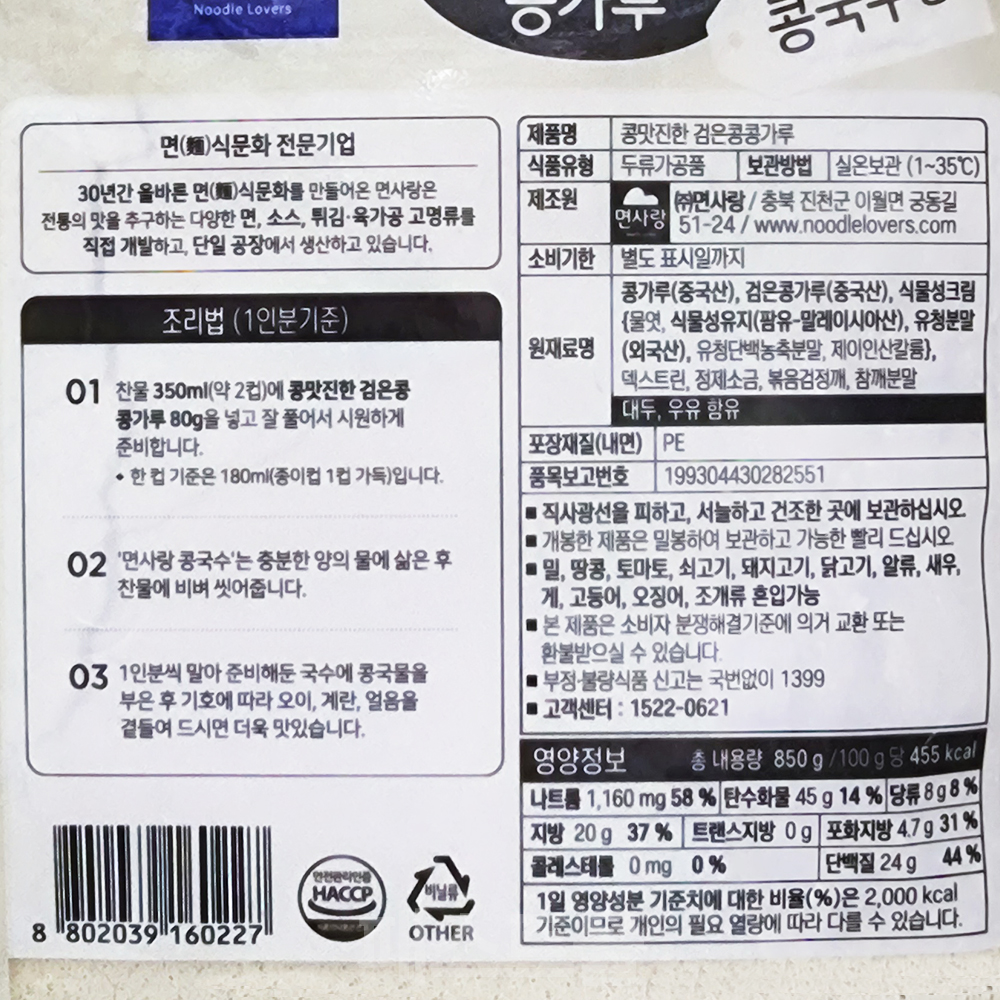 Noodle Lovers
콩가루
콩국수
면(麵)식문화 전문기업
30년간 올바른 면(麵)식문화를 만들어온 면사랑은
전통의 맛을 추구하는 다양한 면, 소스, 튀김·육가공 고명류를
직접 개발하고, 단일 공장에서 생산하고 있습니다.
조리법 (1인분기준)
01 찬물 350ml(약 2컵)에 콩맛진한 검은콩
콩가루 80g을 넣고 잘 풀어서 시원하게
준비합니다.
• 한 컵 기준은 180ml(종이컵 1컵 가득)입니다.
02 '면사랑 콩국수'는 충분한 양의 물에 삶은 후
찬물에 비벼 씻어줍니다.
03 1인분씩 말아 준비해둔 국수에 콩국물을
부은 후 기호에 따라 오이, 계란, 얼음을
곁들여 드시면 더욱 맛있습니다.
8 802039 160227
안전관리인증
HACCP
비닐류
OTHER
제품명 콩맛진한 검은콩콩가루
식품유형 두류가공품 보관방법 실온보관 (1~35℃)
제조원 면사랑 ㈜면사랑 / 충북 진천군 이월면 궁동길
51-24 / www.noodlelovers.com
소비기한 별도 표시일까지
원재료명 콩가루(중국산), 검은콩가루(중국산), 식물성크림
{물엿, 식물성유지(팜유-말레이시아산), 유청분말
(외국산), 유청단백농축분말, 제이인산칼륨},
덱스트린, 정제소금, 볶음검정깨, 참깨분말
대두, 우유 함유
포장재질(내면) PE
품목보고번호 199304430282551
■ 직사광선을 피하고, 서늘하고 건조한 곳에 보관하십시오.
■ 개봉한 제품은 밀봉하여 보관하고 가능한 빨리 드십시오.
■ 밀, 땅콩, 토마토, 쇠고기, 돼지고기, 닭고기, 알류, 새우,
게, 고등어, 오징어, 조개류 혼입가능
■ 본 제품은 소비자 분쟁해결기준에 의거 교환 또는
환불받으실 수 있습니다.
■ 부정·불량식품 신고는 국번없이 1399
■ 고객센터 : 1522-0621
영양정보 총 내용량 850 g /100 g 당 455 kcal
나트륨 1,160 mg 58 % 탄수화물 45 g 14 % 당류 8 g 8 %
지방 20 g 37 % 트랜스지방 0 g 포화지방 4.7 g 31 %
콜레스테롤 0 mg 0 % 단백질 24 g 44 %
1일 영양성분 기준치에 대한 비율(%)은 2,000 kcal
기준이므로 개인의 필요 열량에 따라 다를 수 있습니다.